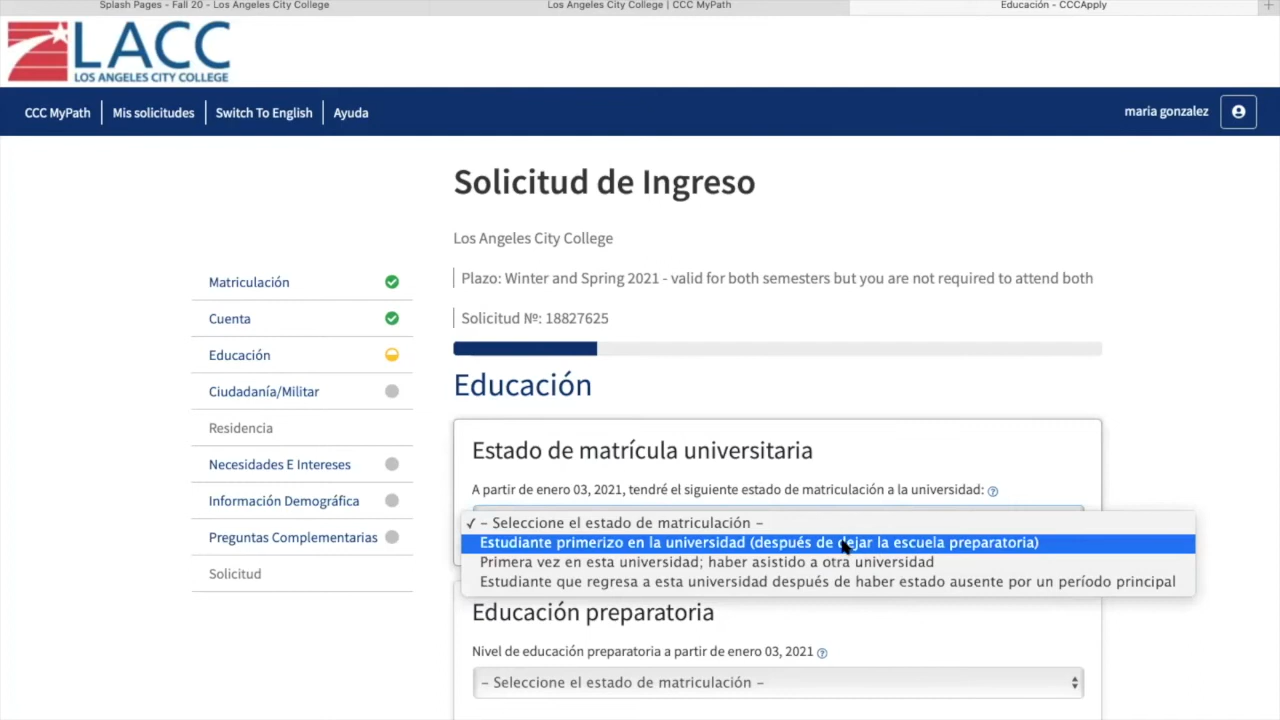 Splash Pages - Fall 20 - Los Angeles City College
Los Angeles City College | CCC MyPath
Educación - CCCApply
LACC
LOS ANGELES CITY COLLEGE
CCC MyPath
Mis solicitudes
Switch To English
Ayuda
maria gonzalez
Solicitud de Ingreso
Los Angeles City College
Plazo: Winter and Spring 2021 - valid for both semesters but you are not required to attend both
Solicitud №: 18827625
Matriculación
Cuenta
Educación
Ciudadanía/Militar
Residencia
Necesidades E Intereses
Información Demográfica
Preguntas Complementarias
Solicitud
Educación
Estado de matrícula universitaria
A partir de enero 03, 2021, tendré el siguiente estado de matriculación a la universidad:
✓ – Seleccione el estado de matriculación –
Estudiante primerizo en la universidad (después de dejar la escuela preparatoria)
Primera vez en esta universidad; haber asistido a otra universidad
Estudiante que regresa a esta universidad después de haber estado ausente por un período principal
Educación preparatoria
Nivel de educación preparatoria a partir de enero 03, 2021
– Seleccione el estado de matriculación –